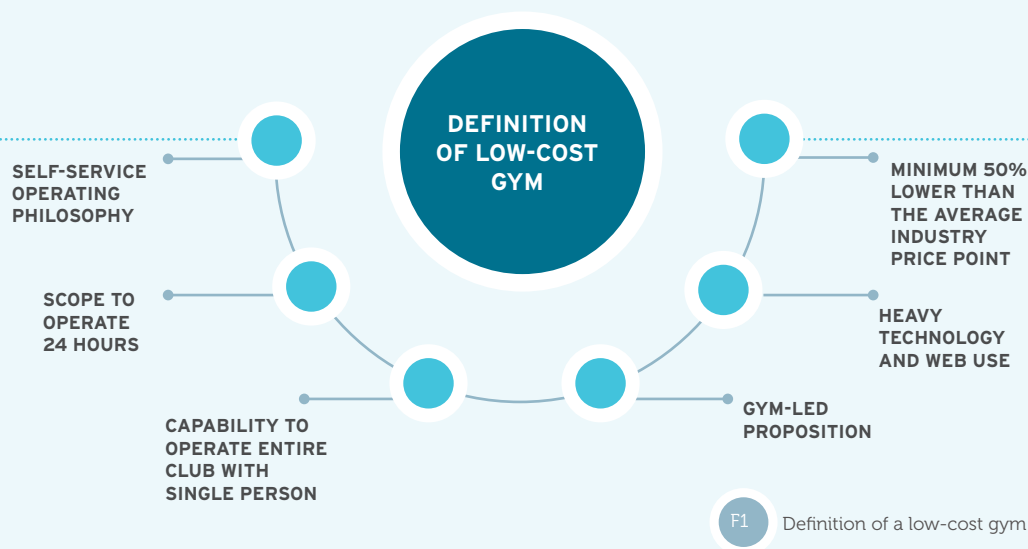 DEFINITION
OF LOW-COST
GYM
SELF-SERVICE
OPERATING
PHILOSOPHY
SCOPE TO
OPERATE
24 HOURS
CAPABILITY TO
OPERATE ENTIRE
CLUB WITH
SINGLE PERSON
GYM-LED
PROPOSITION
HEAVY
TECHNOLOGY
AND WEB USE
MINIMUM 50%
LOWER THAN
THE AVERAGE
INDUSTRY
PRICE POINT
F1 Definition of a low-cost gym